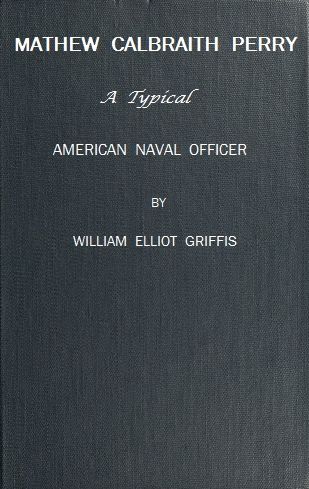 MATHEW CALBRAITH PERRY
A Typical
AMERICAN NAVAL OFFICER
BY
WILLIAM ELLIOT GRIFFIS